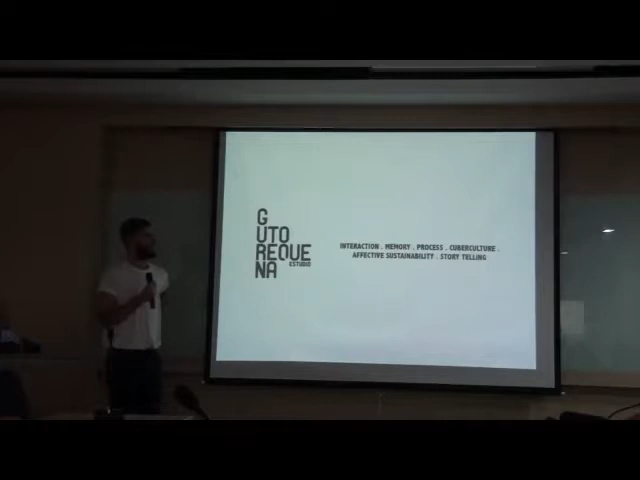 G
UTO
REQUE
NA
ESTUDIO
INTERACTION . MEMORY . PROCESS . CUBERCULTURE .
AFFECTIVE SUSTAINABILITY . STORY TELLING